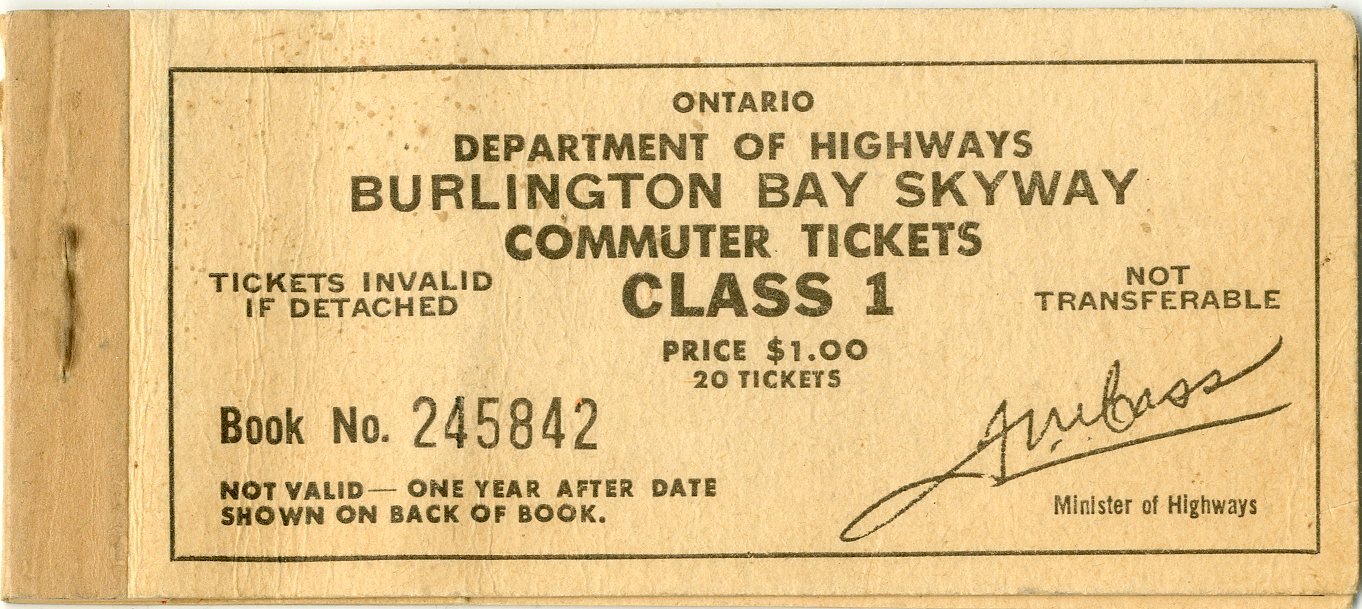 ONTARIO
DEPARTMENT OF HIGHWAYS
BURLINGTON BAY SKYWAY
COMMUTER TICKETS
TICKETS INVALID
IF DETACHED
CLASS 1
NOT
TRANSFERABLE
PRICE $1.00
20 TICKETS
Book No. 245842
NOT VALID— ONE YEAR AFTER DATE
SHOWN ON BACK OF BOOK.
Minister of Highways